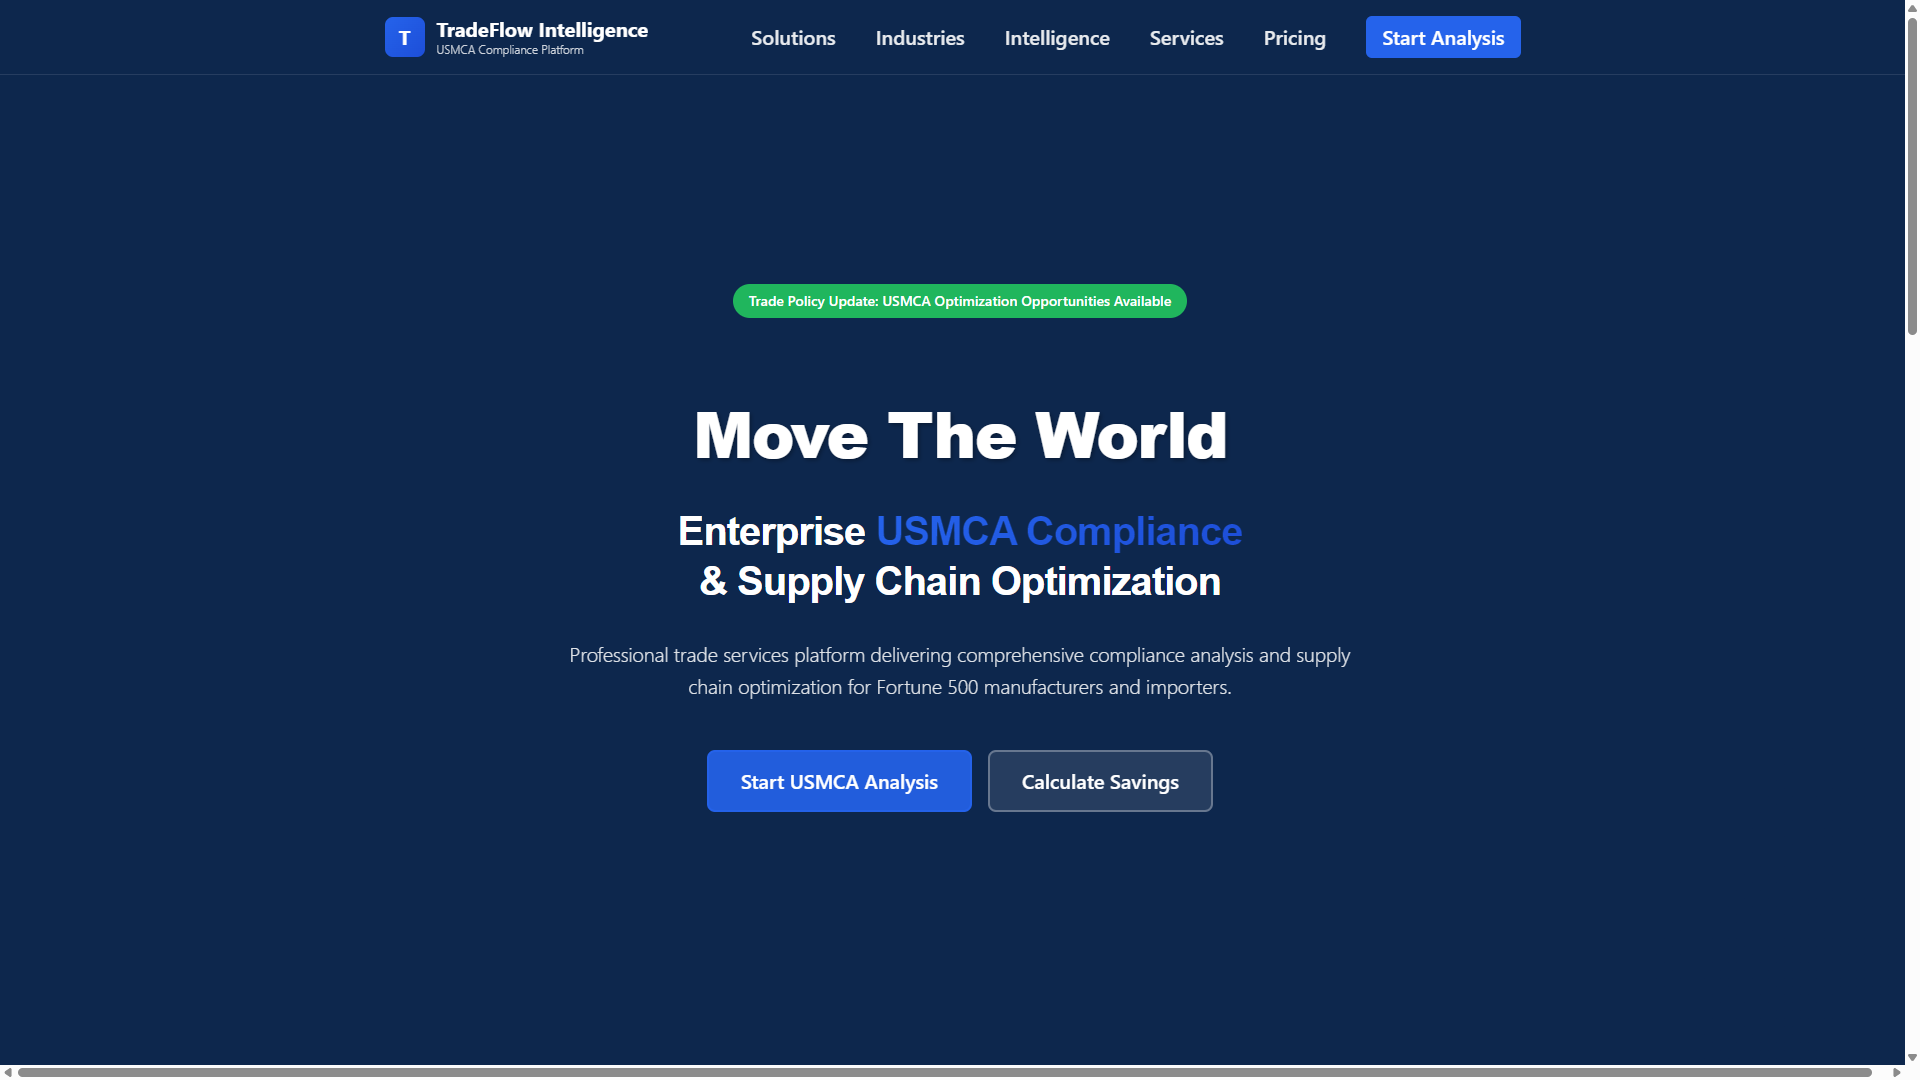 T
TradeFlow Intelligence
USMCA Compliance Platform
Solutions
Industries
Intelligence
Services
Pricing
Start Analysis
Trade Policy Update: USMCA Optimization Opportunities Available
Move The World
Enterprise USMCA Compliance
& Supply Chain Optimization
Professional trade services platform delivering comprehensive compliance analysis and supply
chain optimization for Fortune 500 manufacturers and importers.
Start USMCA Analysis
Calculate Savings